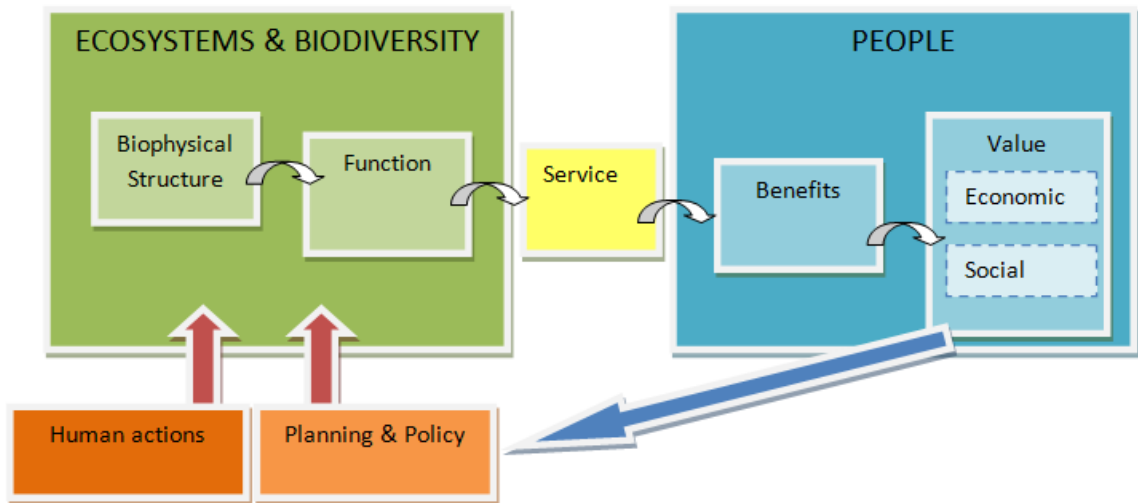 ECOSYSTEMS & BIODIVERSITY
PEOPLE
Biophysical
Structure
Function
Service
Benefits
Value
Economic
Social
Human actions
Planning & Policy